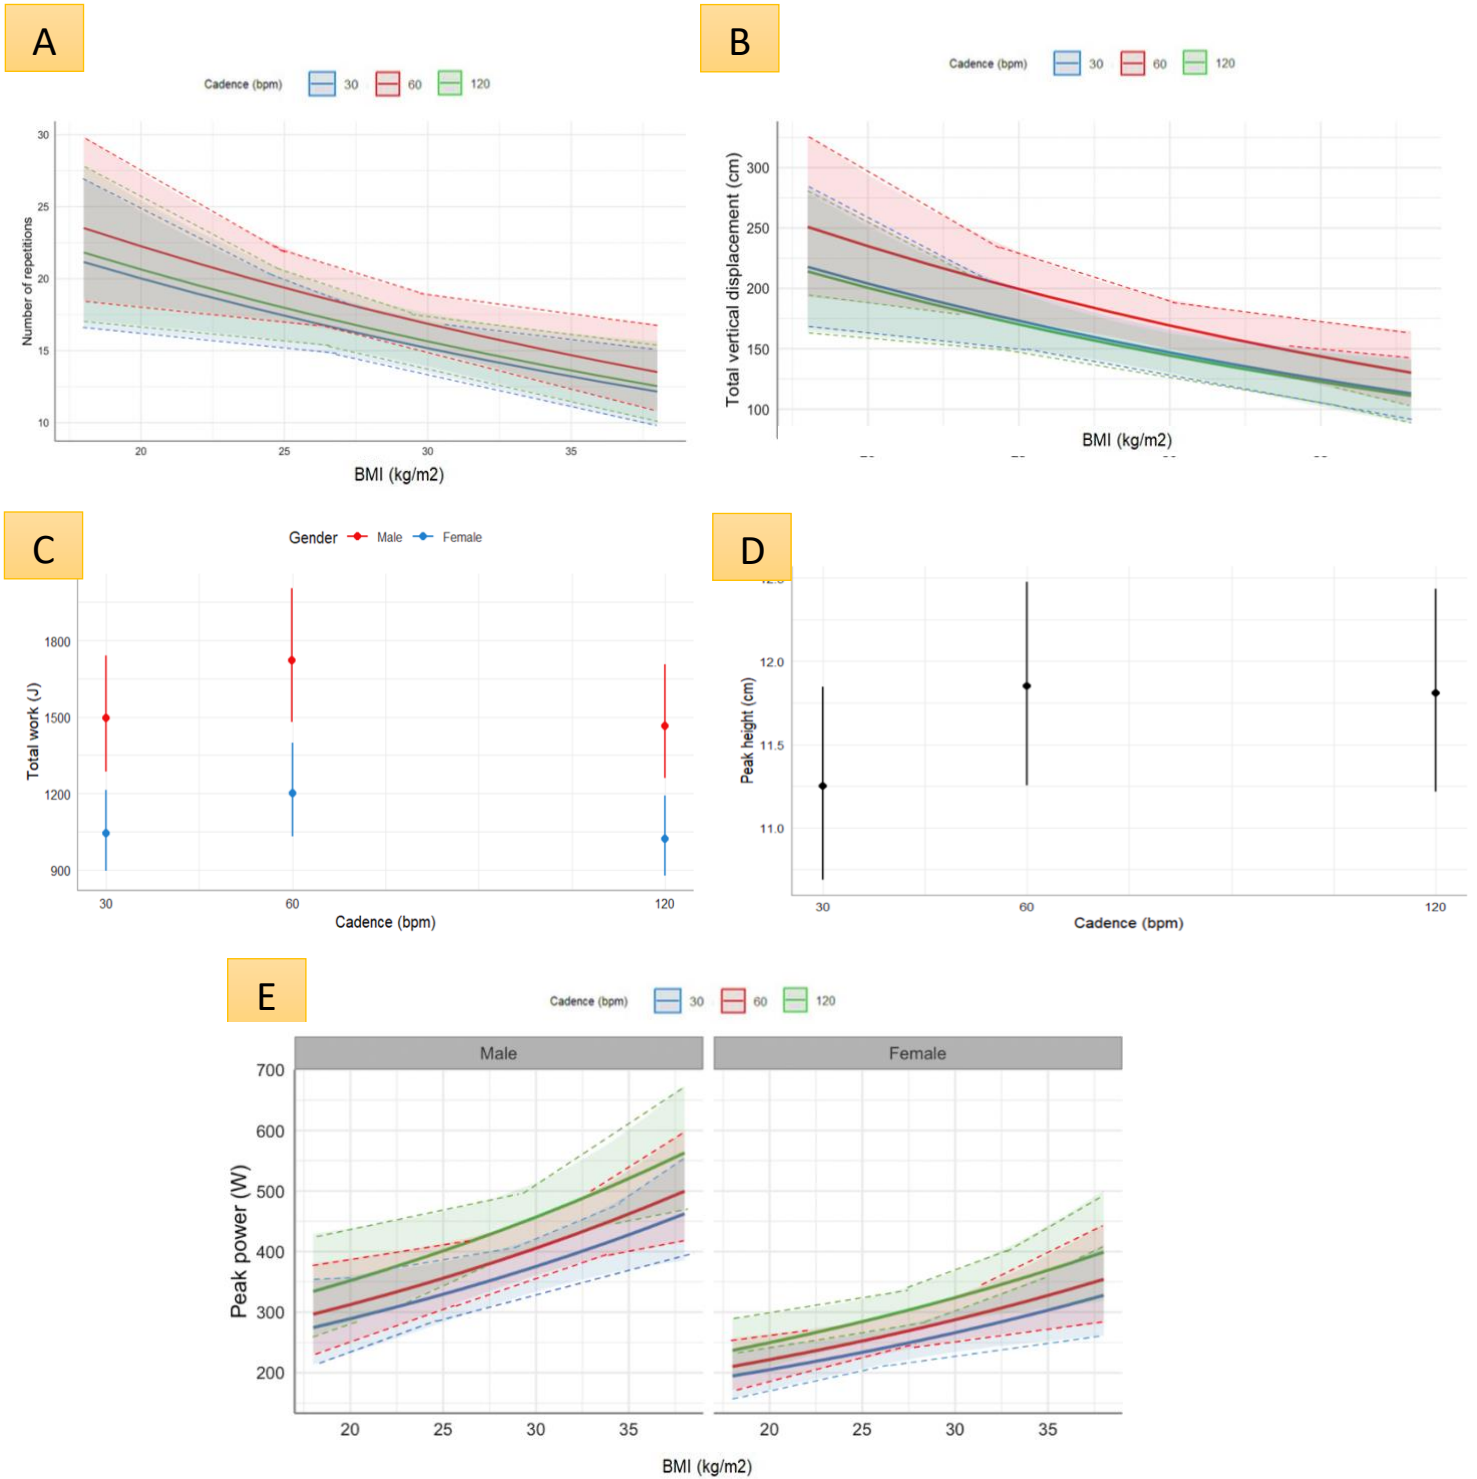 A
Cadence (bpm) 30 60 120
Number of repetitions
30
25
20
15
10
20 25 30 35
BMI (kg/m2)
B
Cadence (bpm) 30 60 120
Total vertical displacement (cm)
300
250
200
150
100
BMI (kg/m2)
C
Gender Male Female
Total work (J)
1800
1500
1200
900
30 60 120
Cadence (bpm)
D
Peak height (cm)
12.0
11.5
11.0
30 60 120
Cadence (bpm)
E
Cadence (bpm) 30 60 120
Male Female
Peak power (W)
700
600
500
400
300
200
20 25 30 35 20 25 30 35
BMI (kg/m2)